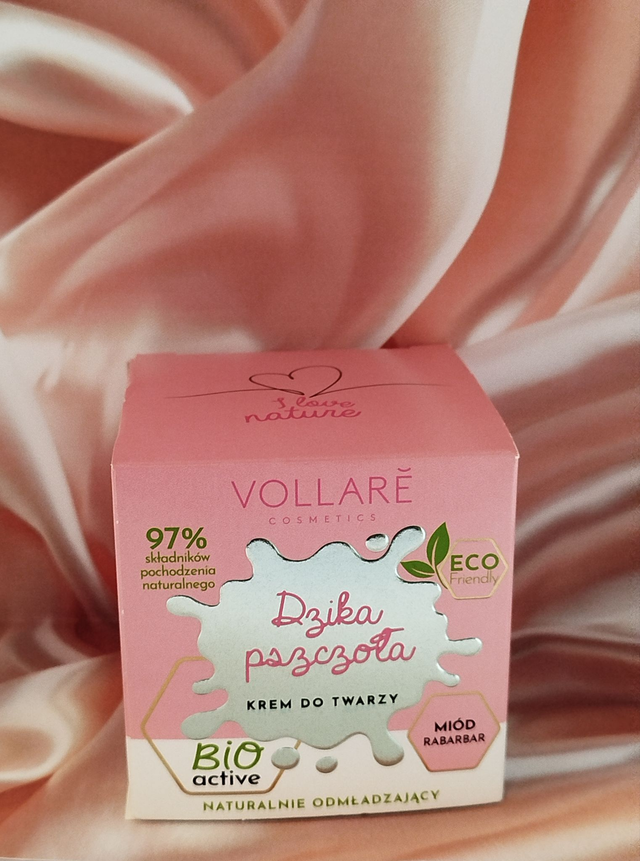 I love
nature
VOLLARĚ
COSMETICS
97%
składników
pochodzenia
naturalnego
ECO
Friendly
Dzika
pszczoła
KREM DO TWARZY
MIÓD
RABARBAR
BiO
active
NATURALNIE ODMŁADZAJĄCY